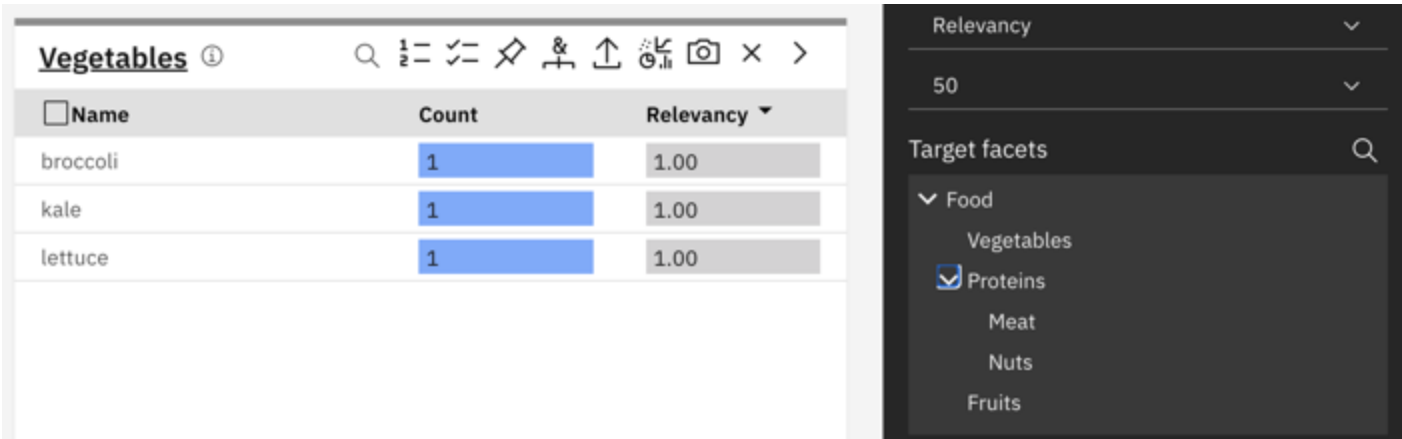 Vegetables
Name Count Relevancy
broccoli 1 1.00
kale 1 1.00
lettuce 1 1.00
Relevancy
50
Target facets
Food
Vegetables
Proteins
Meat
Nuts
Fruits